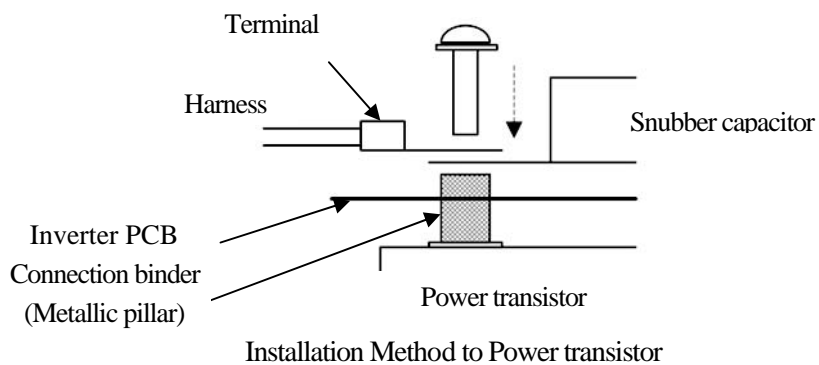 Terminal
Harness
Snubber capacitor
Inverter PCB
Connection binder
(Metallic pillar)
Power transistor
Installation Method to Power transistor